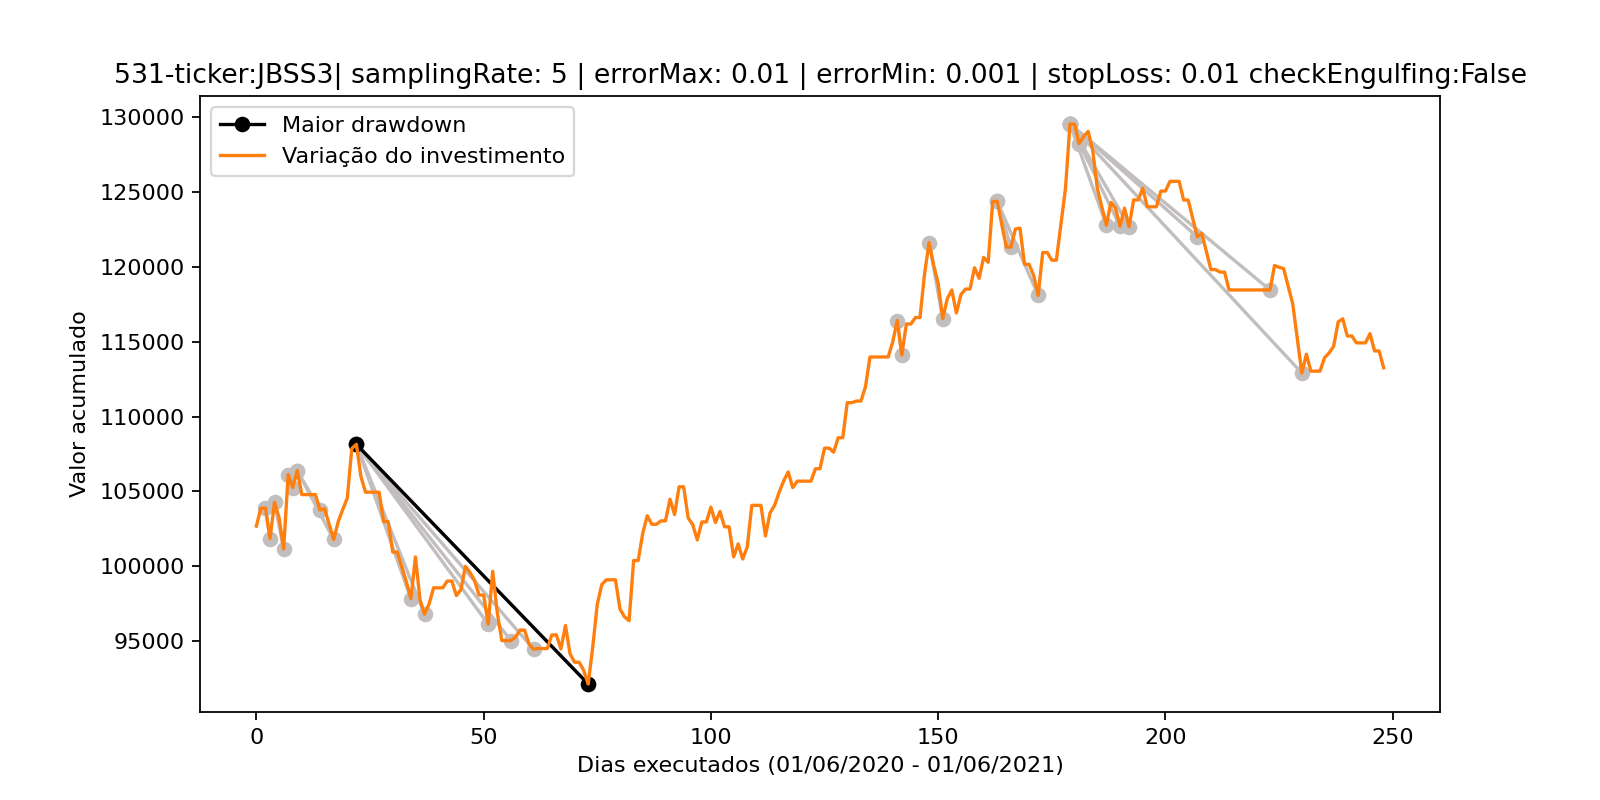 531-ticker:JBSS3| samplingRate: 5 | errorMax: 0.01 | errorMin: 0.001 | stopLoss: 0.01 checkEngulfing:False
Maior drawdown
Variação do investimento
Valor acumulado
130000
125000
120000
115000
110000
105000
100000
95000
0
50
100
150
200
250
Dias executados (01/06/2020 - 01/06/2021)